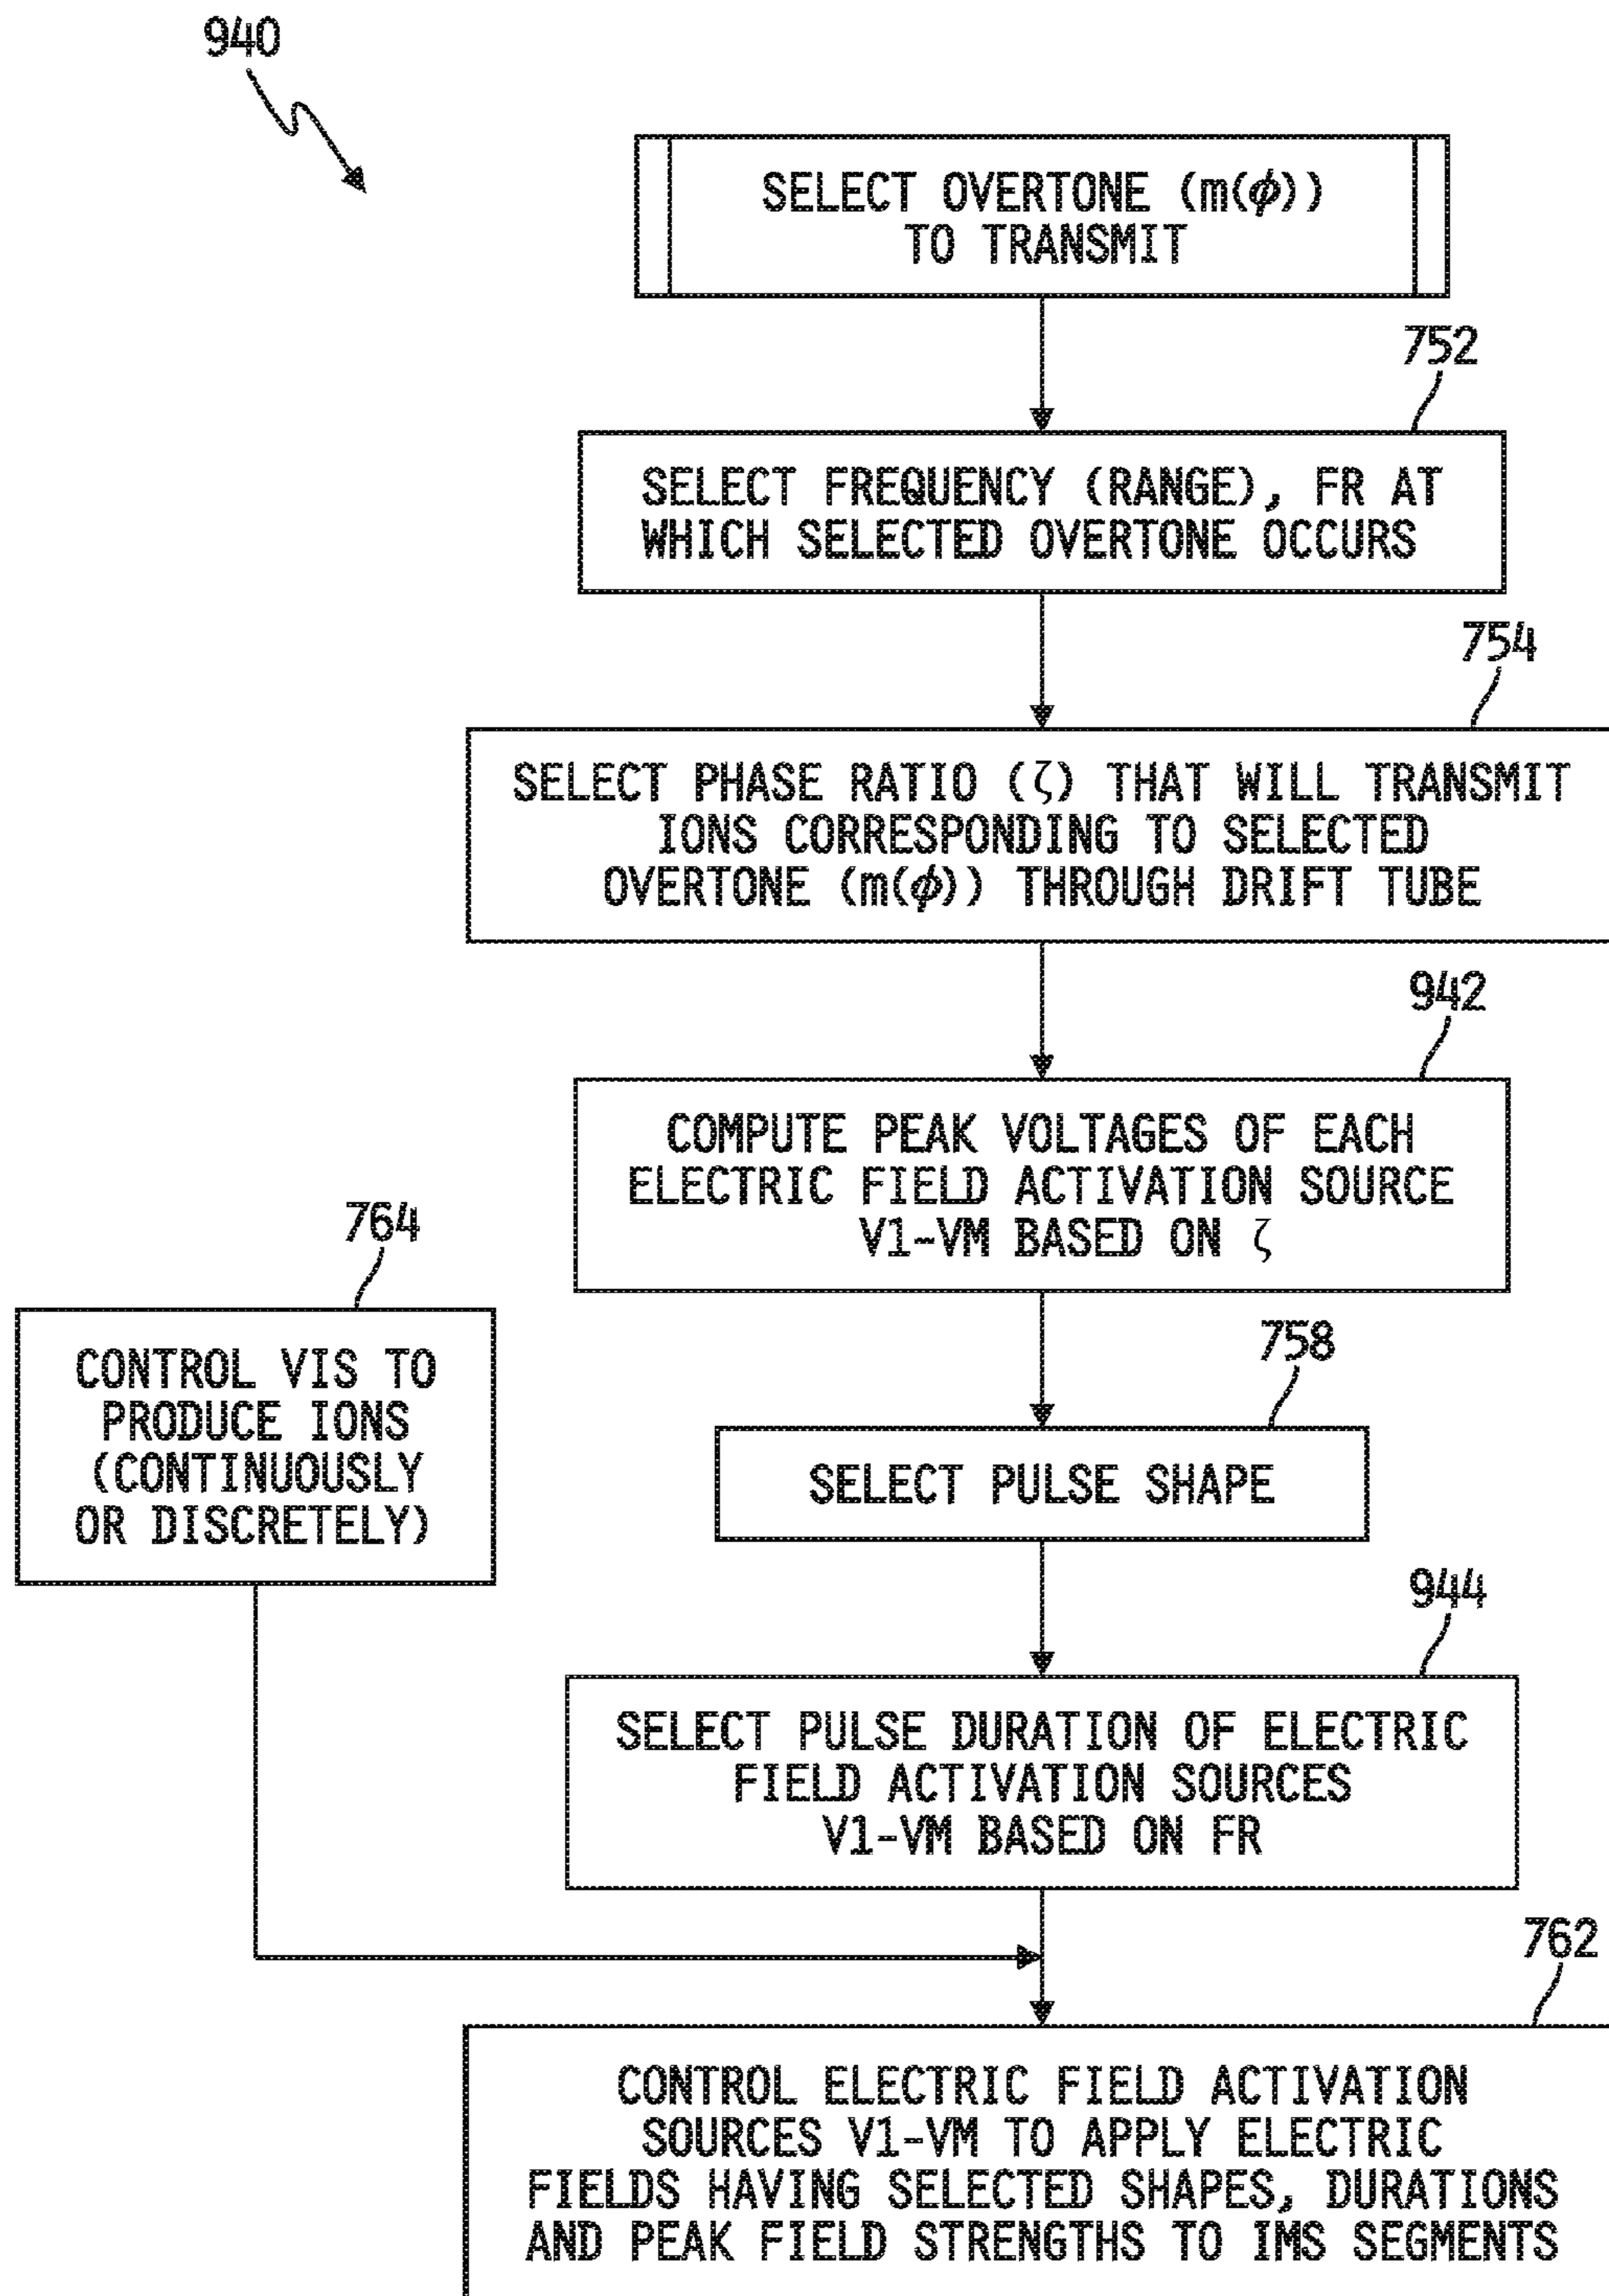 940
SELECT OVERTONE (m(ϕ))
TO TRANSMIT
752
SELECT FREQUENCY (RANGE), FR AT
WHICH SELECTED OVERTONE OCCURS
754
SELECT PHASE RATIO (ζ) THAT WILL TRANSMIT
IONS CORRESPONDING TO SELECTED
OVERTONE (m(ϕ)) THROUGH DRIFT TUBE
942
COMPUTE PEAK VOLTAGES OF EACH
ELECTRIC FIELD ACTIVATION SOURCE
V1-VM BASED ON ζ
764
CONTROL VIS TO
PRODUCE IONS
(CONTINUOUSLY
OR DISCRETELY)
758
SELECT PULSE SHAPE
944
SELECT PULSE DURATION OF ELECTRIC
FIELD ACTIVATION SOURCES
V1-VM BASED ON FR
762
CONTROL ELECTRIC FIELD ACTIVATION
SOURCES V1-VM TO APPLY ELECTRIC
FIELDS HAVING SELECTED SHAPES, DURATIONS
AND PEAK FIELD STRENGTHS TO IMS SEGMENTS